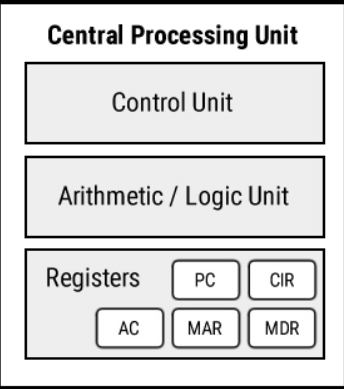 Central Processing Unit
Control Unit
Arithmetic / Logic Unit
Registers PC CIR
AC MAR MDR